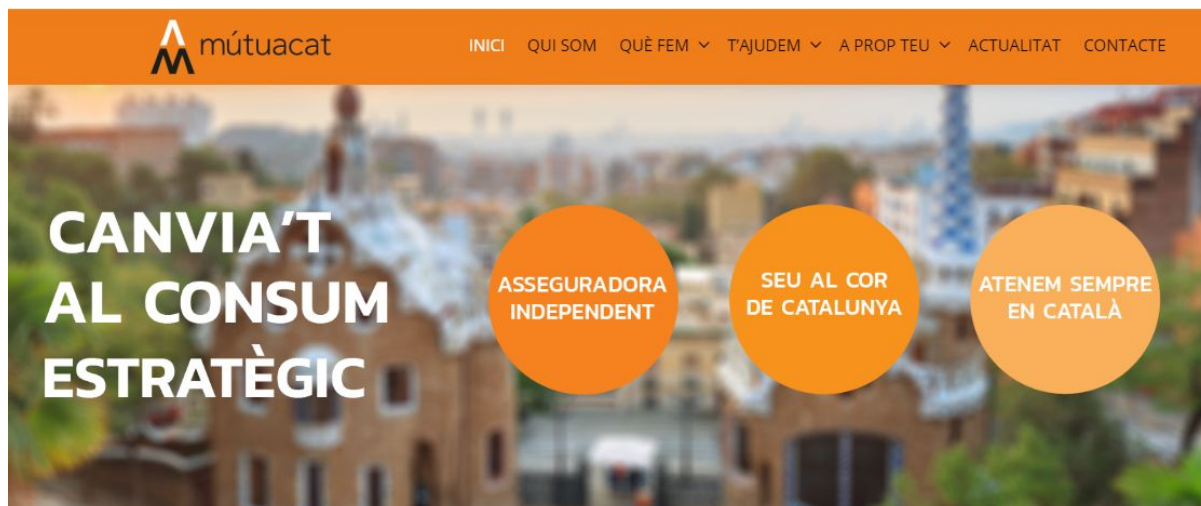 mútuacat
INICI QUI SOM QUÈ FEM T'AJUDEM A PROP TEU ACTUALITAT CONTACTE
CANVIA'T
AL CONSUM
ESTRATÈGIC
ASSEGURADORA
INDEPENDENT
SEU AL COR
DE CATALUNYA
ATENEM SEMPRE
EN CATALÀ